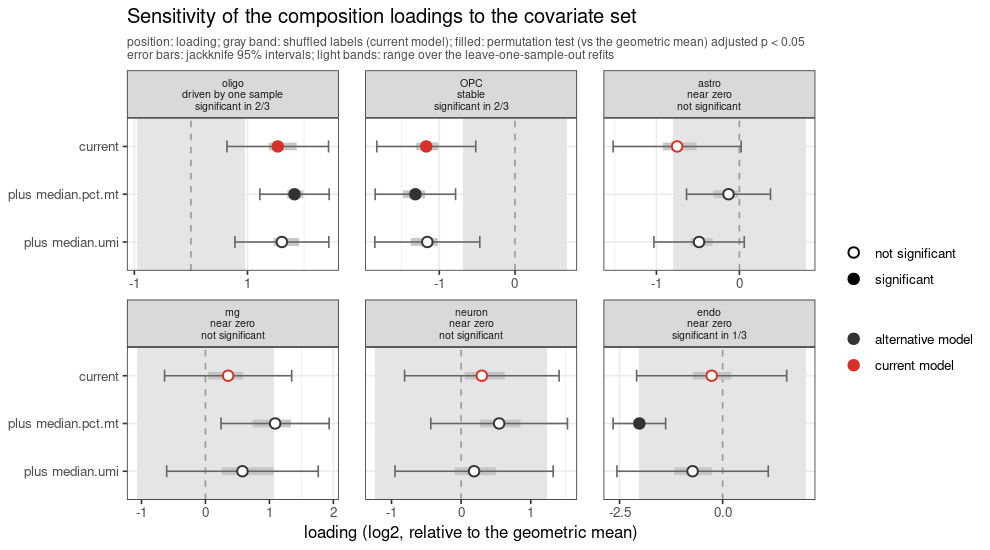 Sensitivity of the composition loadings to the covariate set
position: loading; gray band: shuffled labels (current model); filled: permutation test (vs the geometric mean) adjusted p < 0.05
error bars: jackknife 95% intervals; light bands: range over the leave-one-sample-out refits
oligo
driven by one sample
significant in 2/3
OPC
stable
significant in 2/3
astro
near zero
not significant
current
plus median.pct.mt
plus median.umi
-1
1
-1
0
-1
0
mg
near zero
not significant
neuron
near zero
not significant
endo
near zero
significant in 1/3
current
plus median.pct.mt
plus median.umi
-1
0
1
2
-1
0
1
-2.5
0.0
loading (log2, relative to the geometric mean)
not significant
significant
alternative model
current model